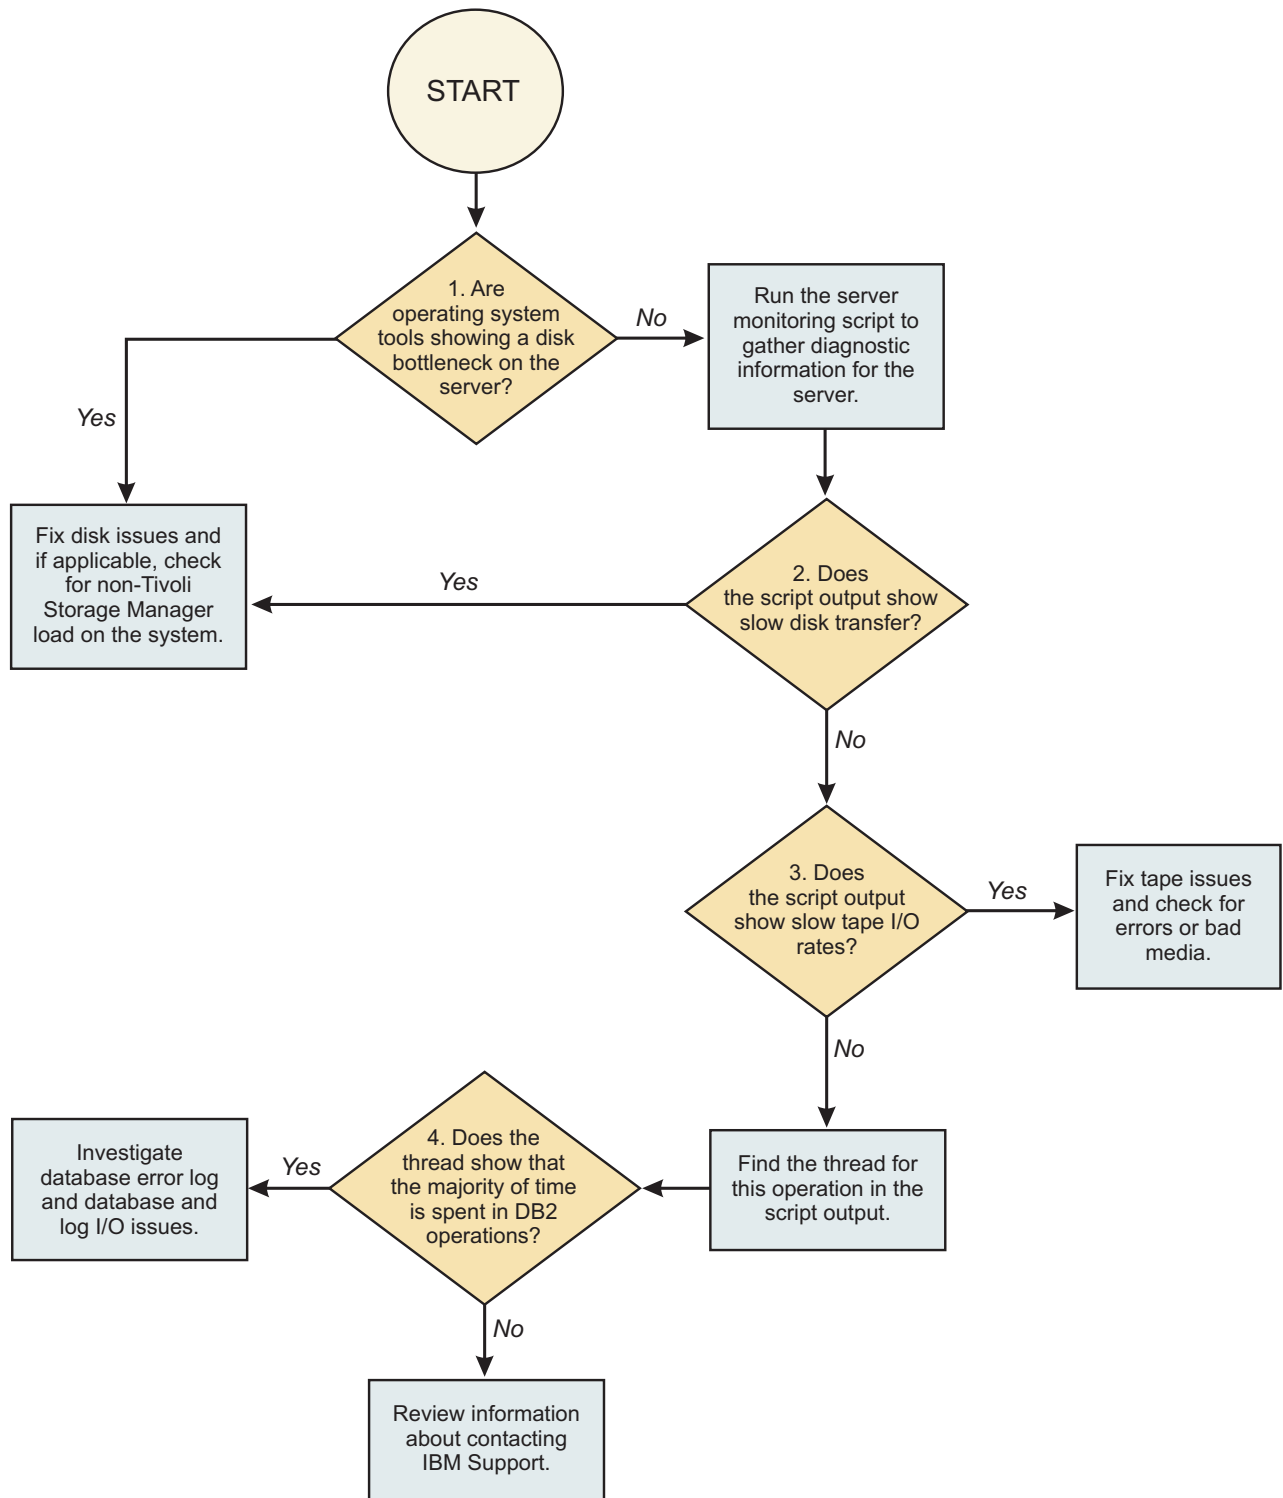 START
1. Are
operating system
tools showing a disk
bottleneck on the
server?
No
Run the server
monitoring script to
gather diagnostic
information for the
server.
Yes
Fix disk issues and
if applicable, check
for non-Tivoli
Storage Manager
load on the system.
Yes
2. Does
the script output show
slow disk transfer?
No
3. Does
the script output
show slow tape I/O
rates?
Yes
Fix tape issues
and check for
errors or bad
media.
No
Find the thread for
this operation in the
script output.
4. Does the
thread show that
the majority of time
is spent in DB2
operations?
Yes
Investigate
database error log
and database and
log I/O issues.
No
Review information
about contacting
IBM Support.